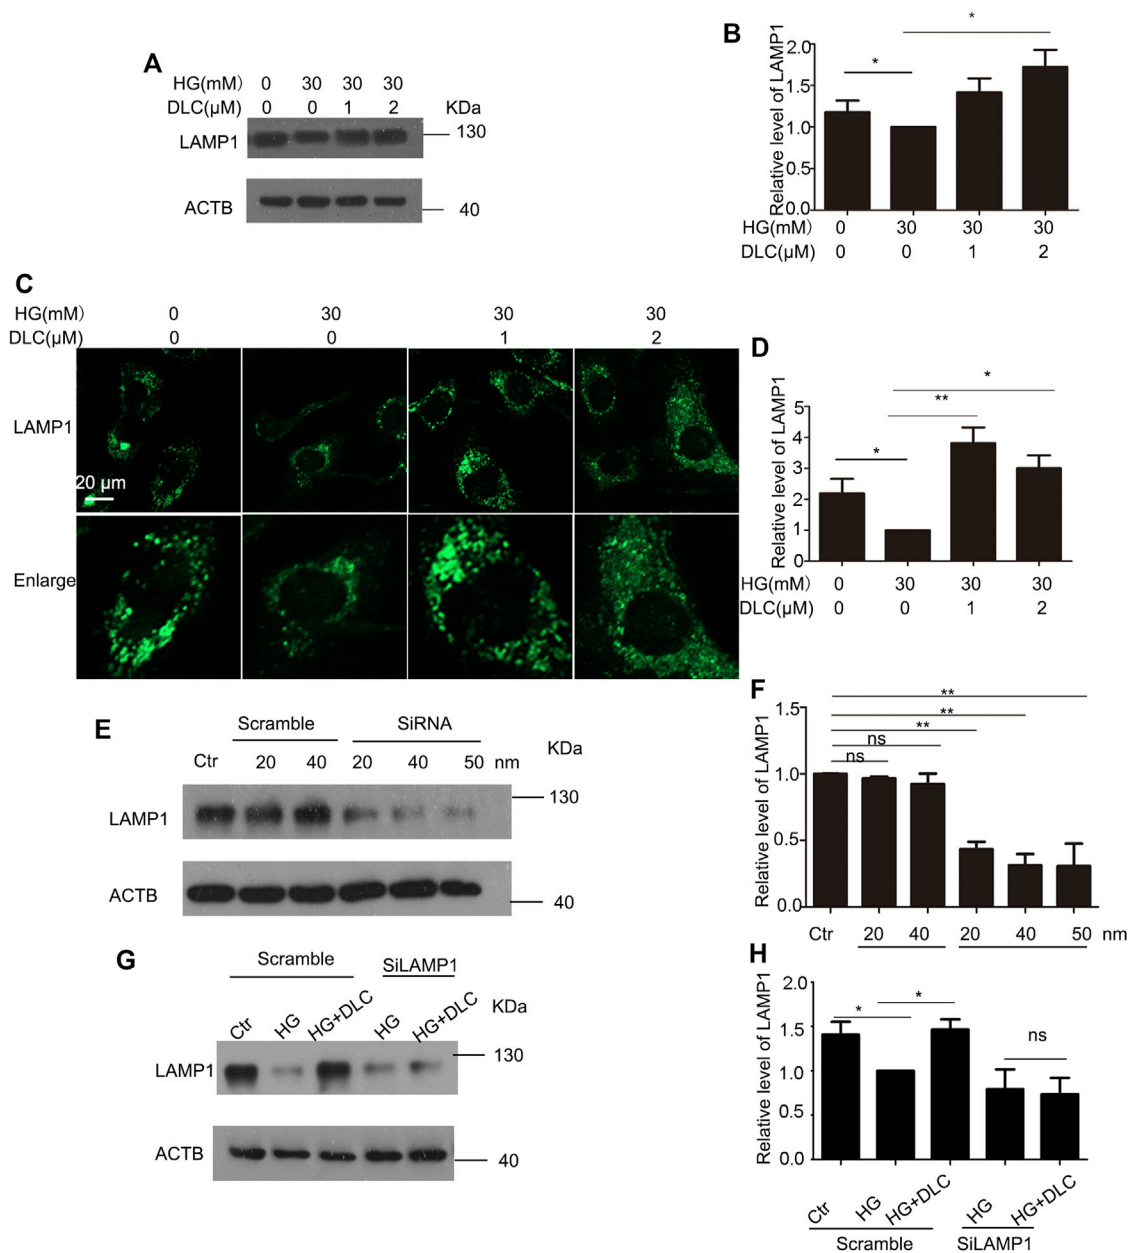 A
HG(mM) 0 30 30 30
DLC(μM) 0 0 1 2 KDa
LAMP1 130
ACTB 40
B
Relative level of LAMP1
2.0
1.5
1.0
0.5
0.0
* *
HG(mM) 0 30 30 30
DLC(μM) 0 0 1 2
C
HG(mM) 0 30 30 30
DLC(μM) 0 0 1 2
LAMP1
20 μm
Enlarge
D
Relative level of LAMP1
5
4
3
2
1
0
* ** *
HG(mM) 0 30 30 30
DLC(μM) 0 0 1 2
E
Scramble SiRNA
Ctr 20 40 20 40 50 nm KDa
LAMP1 130
ACTB 40
F
Relative level of LAMP1
1.5
1.0
0.5
0.0
**
**
**
ns
ns
Ctr 20 40 20 40 50 nm
G
Scramble SiLAMP1
Ctr HG HG+DLC HG HG+DLC KDa
LAMP1 130
ACTB 40
H
Relative level of LAMP1
2.0
1.5
1.0
0.5
0.0
* * ns
Ctr HG HG+DLC HG HG+DLC
Scramble SiLAMP1